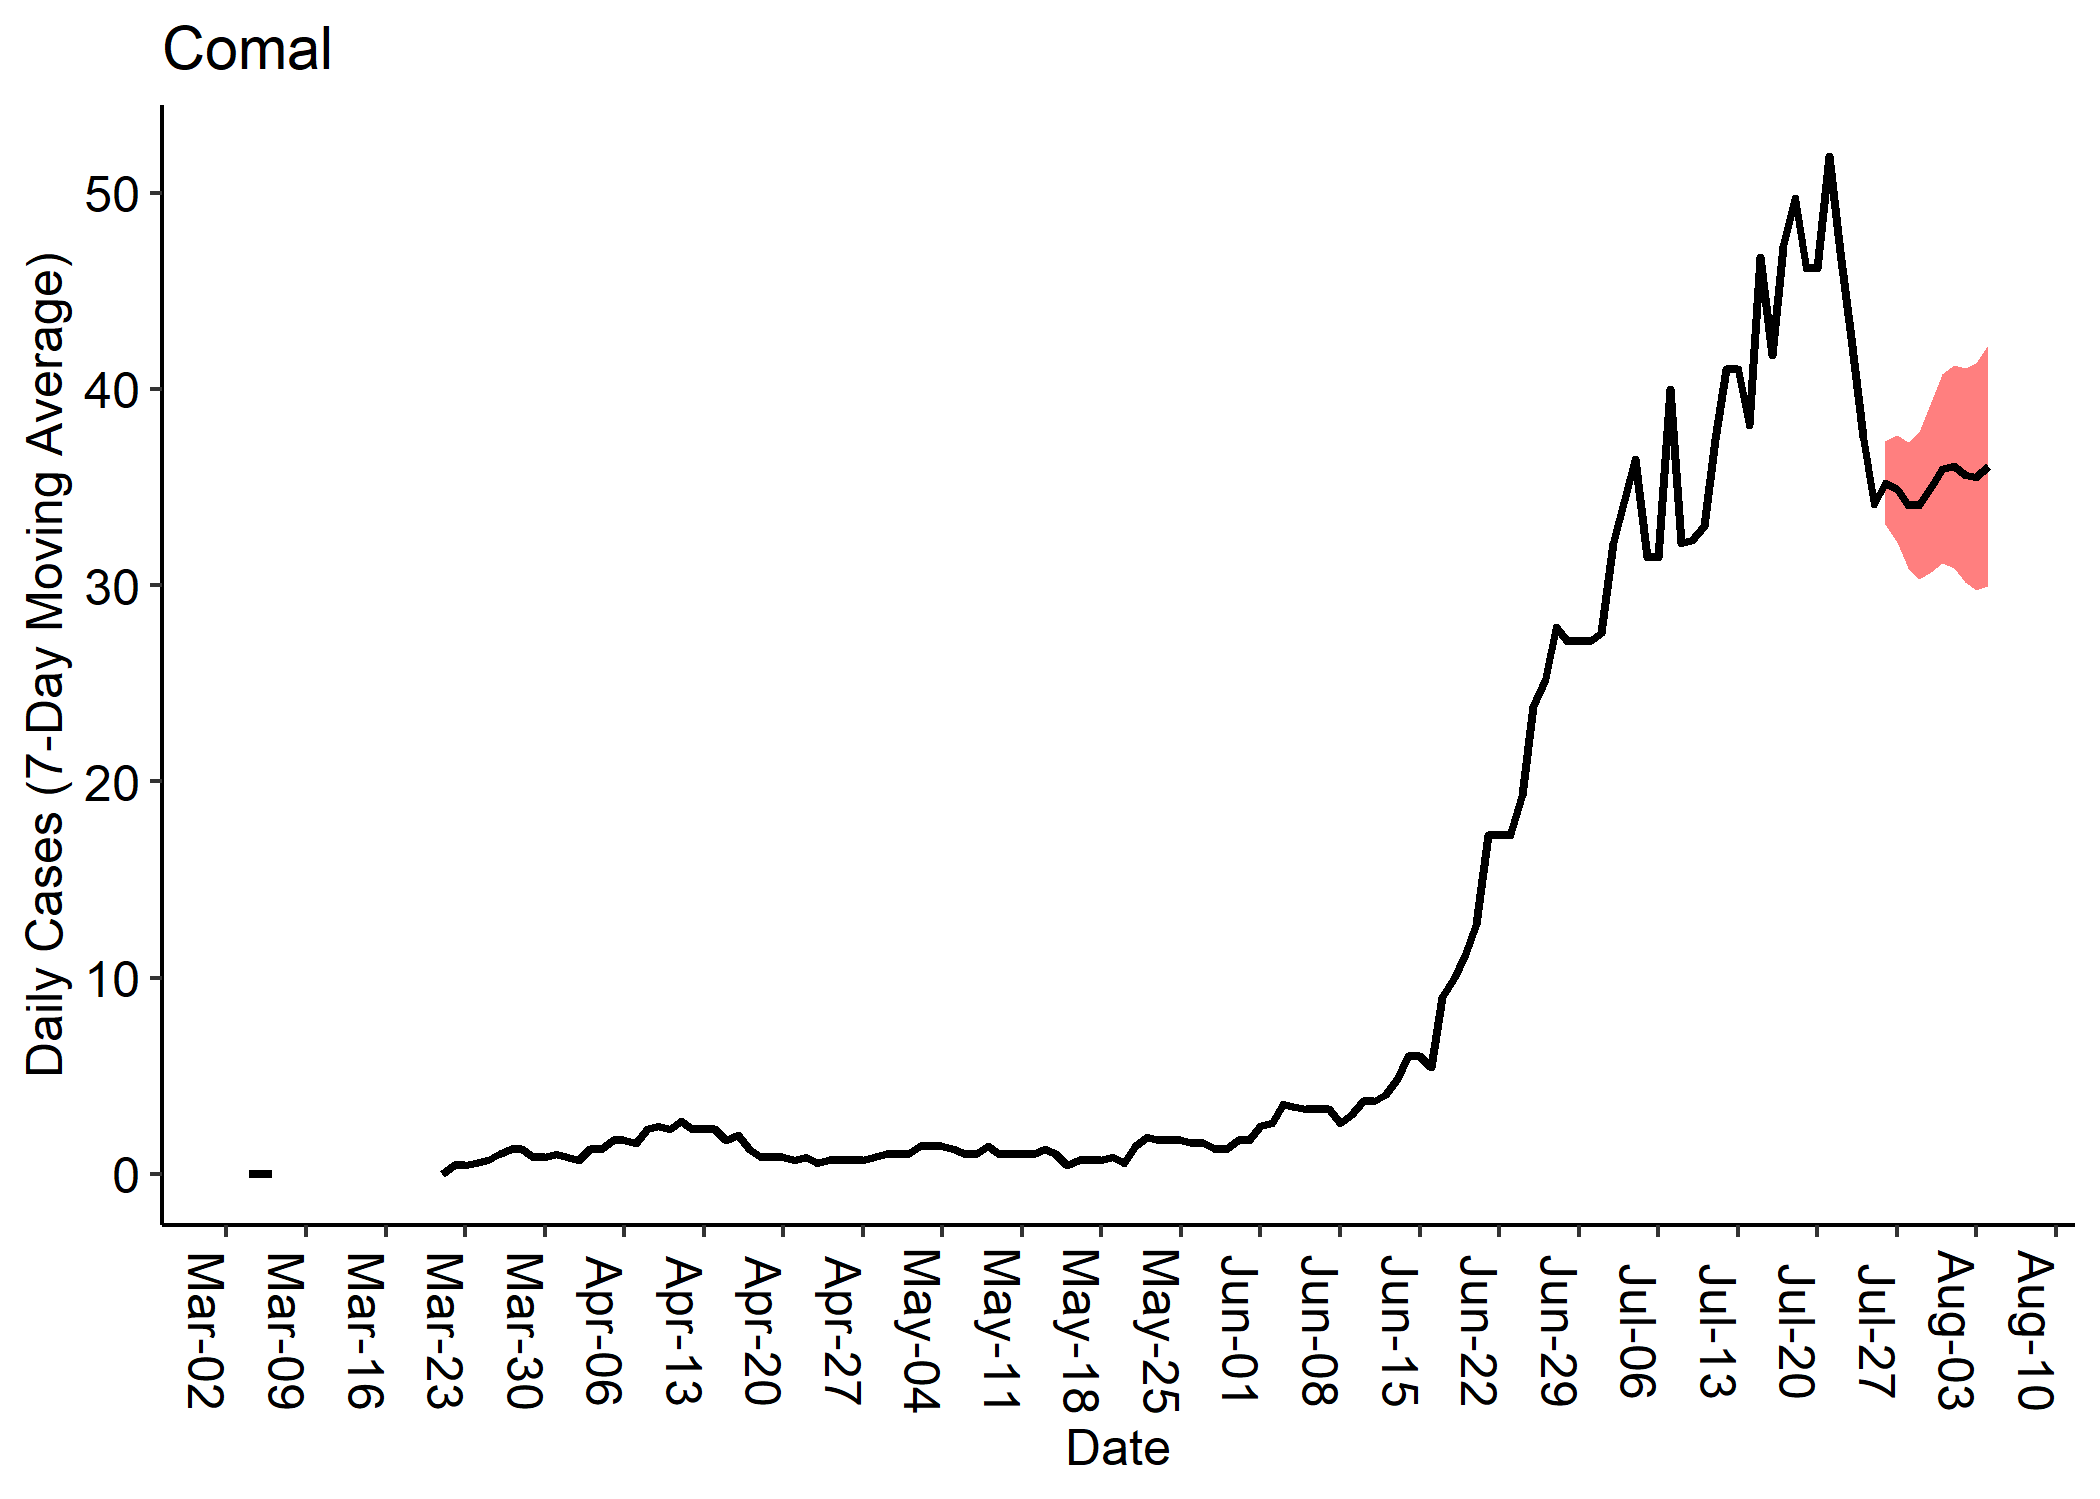 Comal
Daily Cases (7-Day Moving Average)
50
40
30
20
10
0
Mar-02
Mar-09
Mar-16
Mar-23
Mar-30
Apr-06
Apr-13
Apr-20
Apr-27
May-04
May-11
May-18
May-25
Jun-01
Jun-08
Jun-15
Jun-22
Jun-29
Jul-06
Jul-13
Jul-20
Jul-27
Aug-03
Aug-10
Date